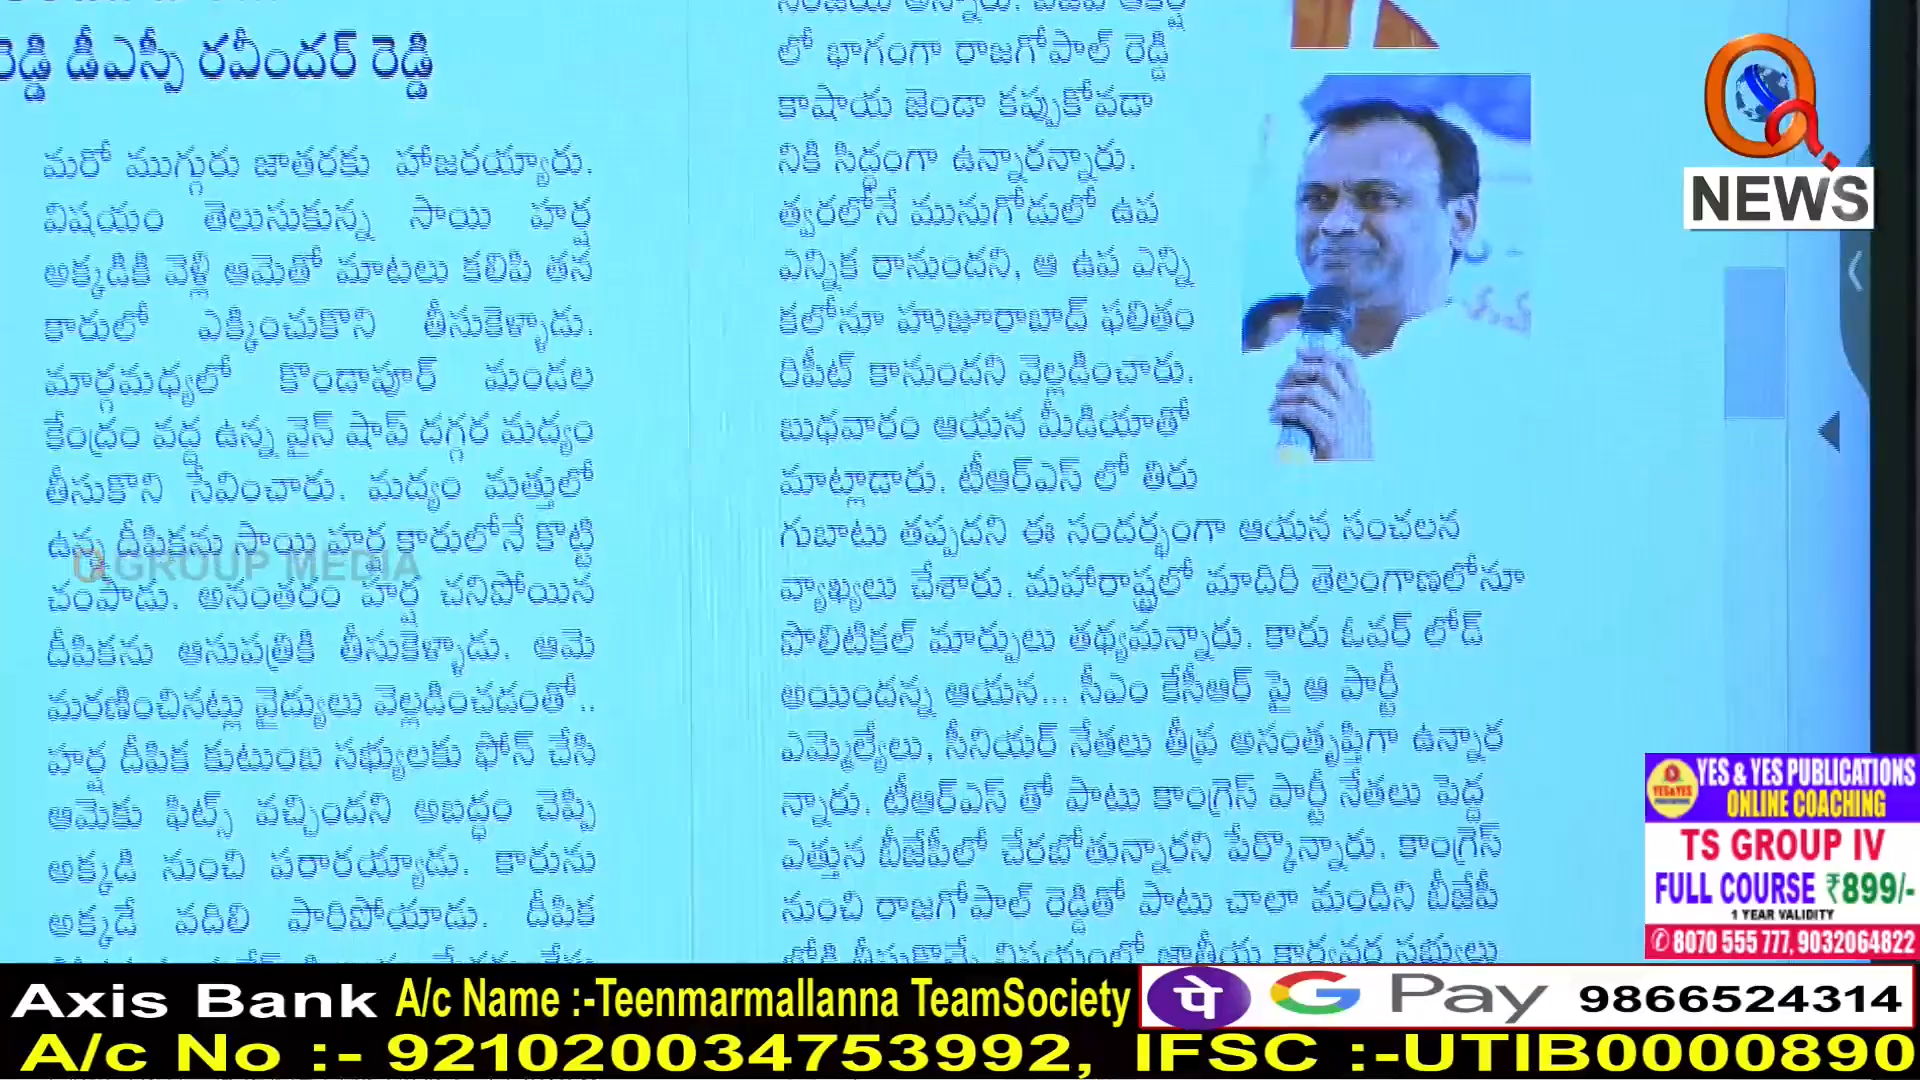 రెడ్డి డీఎస్పీ రవీందర్ రెడ్డి
మరో ముగ్గురు జాతరకు హాజరయ్యారు.
విషయం తెలుసుకున్న సాయి హర్ష
అక్కడికి వెళ్లి ఆమెతో మాటలు కలిపి తన
కారులో ఎక్కించుకొని తీసుకెళ్ళాడు.
మార్గమధ్యలో కొండాపూర్ మండల
కేంద్రం వద్ద ఉన్న వైన్ షాప్ దగ్గర మద్యం
తీసుకొని సేవించారు. మద్యం మత్తులో
ఉన్న దీపికను సాయి హర్ష కారులోనే కొట్టి
చంపాడు. అనంతరం హర్ష చనిపోయిన
దీపికను ఆసుపత్రికి తీసుకెళ్ళాడు. ఆమె
మరణించినట్లు వైద్యులు వెల్లడించడంతో..
హర్ష దీపిక కుటుంబ సభ్యులకు ఫోన్ చేసి
ఆమెకు ఫిట్స్ వచ్చిందని అబద్ధం చెప్పి
అక్కడి నుంచి పరారయ్యాడు. కారును
అక్కడే వదిలి పారిపోయాడు. దీపిక
లో భాగంగా రాజగోపాల్ రెడ్డి
కాషాయ జెండా కప్పుకోవడా
నికి సిద్ధంగా ఉన్నారన్నారు.
త్వరలోనే మునుగోడులో ఉప
ఎన్నిక రానుందని, ఆ ఉప ఎన్ని
కలోనూ హుజూరాబాద్ ఫలితం
రిపీట్ కానుందని వెల్లడించారు.
బుధవారం ఆయన మీడియాతో
మాట్లాడారు. టీఆర్ఎస్ లో తిరు
గుబాటు తప్పదని ఈ సందర్భంగా ఆయన సంచలన
వ్యాఖ్యలు చేశారు. మహారాష్ట్రలో మాదిరి తెలంగాణలోనూ
పొలిటికల్ మార్పులు తథ్యమన్నారు. కారు ఓవర్ లోడ్
అయిందన్న ఆయన... సీఎం కేసీఆర్ పై ఆ పార్టీ
ఎమ్మెల్యేలు, సీనియర్ నేతలు తీవ్ర అసంతృప్తిగా ఉన్నార
న్నారు. టీఆర్ఎస్ తో పాటు కాంగ్రెస్ పార్టీ నేతలు పెద్ద
ఎత్తున బీజేపీలో చేరబోతున్నారని పేర్కొన్నారు. కాంగ్రెస్
నుంచి రాజగోపాల్ రెడ్డితో పాటు చాలా మందిని బీజేపీ
లోకి తీసుకొచ్చే విషయంలో జాతీయ కార్యవర్గ సభ్యులు
Q GROUP MEDIA
Q
NEWS
YES & YES PUBLICATIONS
ONLINE COACHING
TS GROUP IV
FULL COURSE ₹899/-
1 YEAR VALIDITY
8070 555 777, 9032064822
Axis Bank A/c Name :-Teenmarmallanna TeamSociety
पे G Pay 9866524314
A/c No :- 921020034753992, IFSC :-UTIB0000890